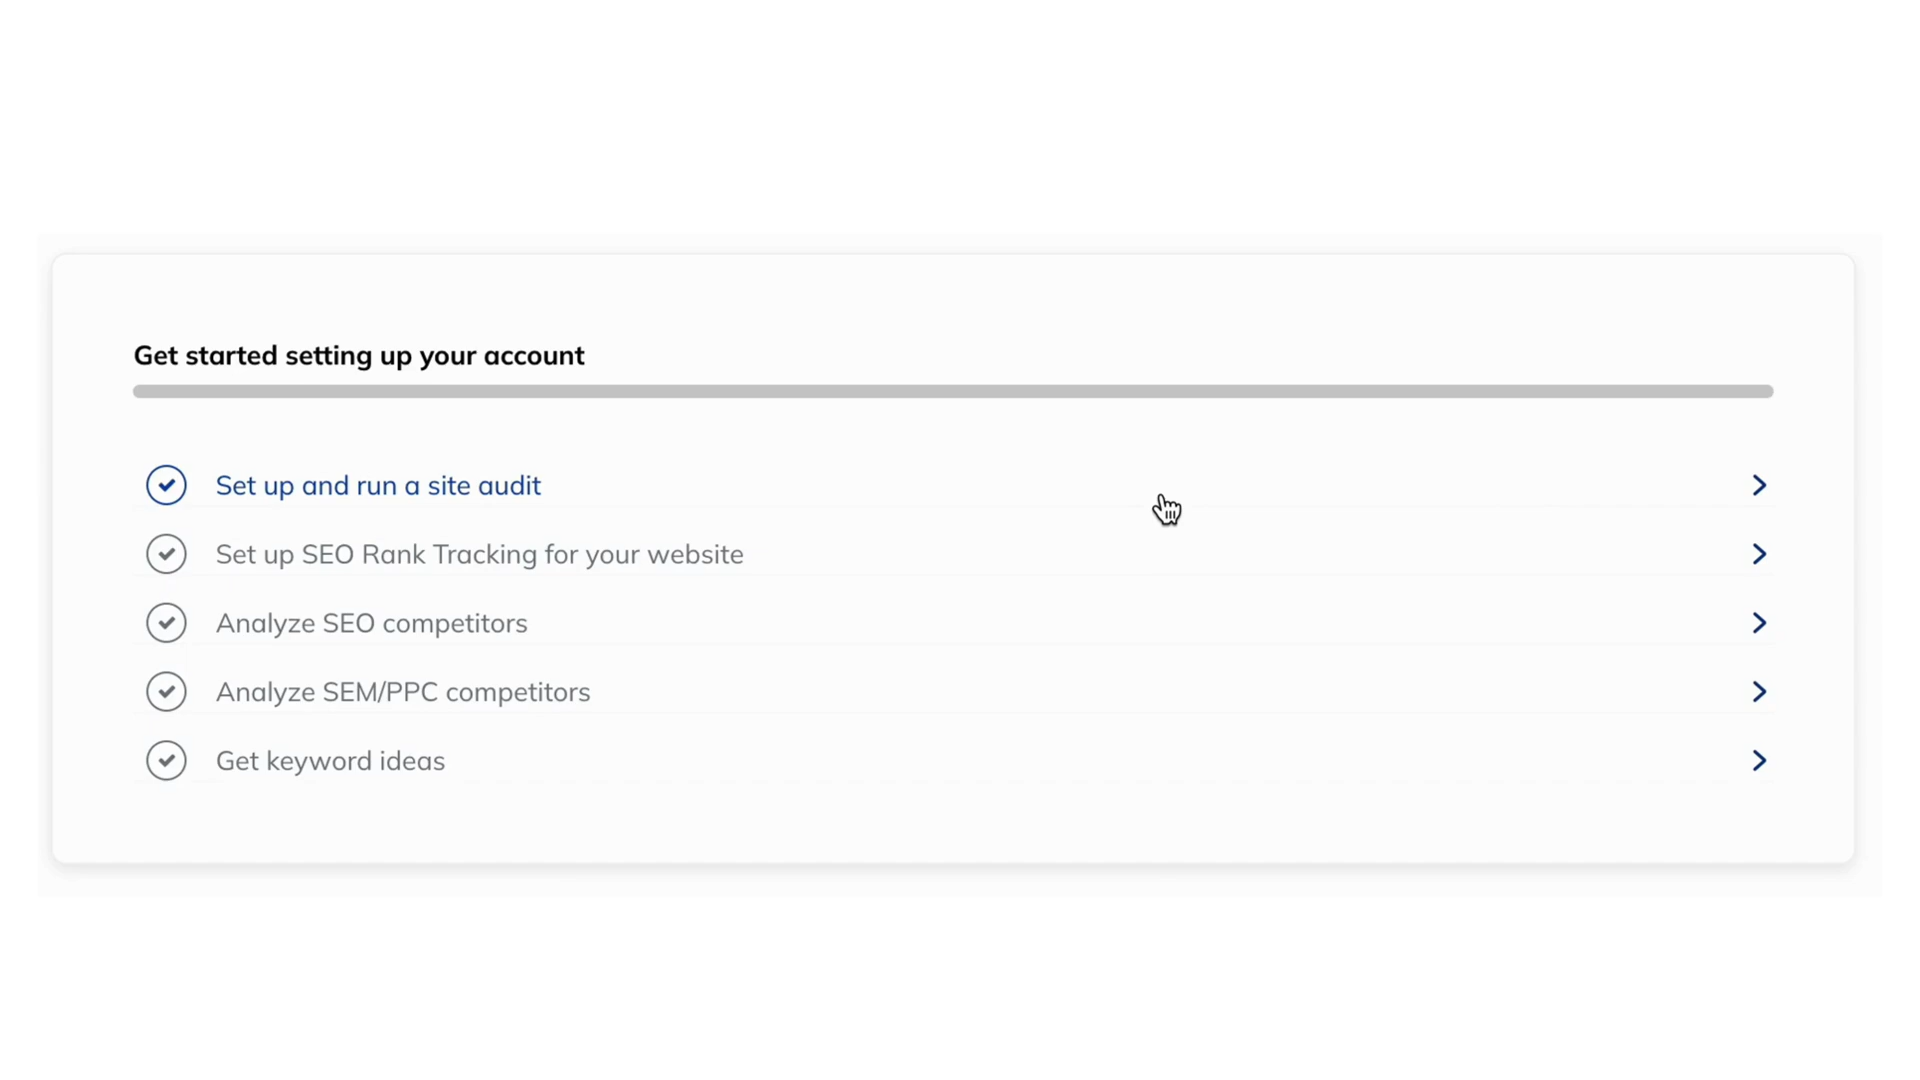 Get started setting up your account
Set up and run a site audit
Set up SEO Rank Tracking for your website
Analyze SEO competitors
Analyze SEM/PPC competitors
Get keyword ideas